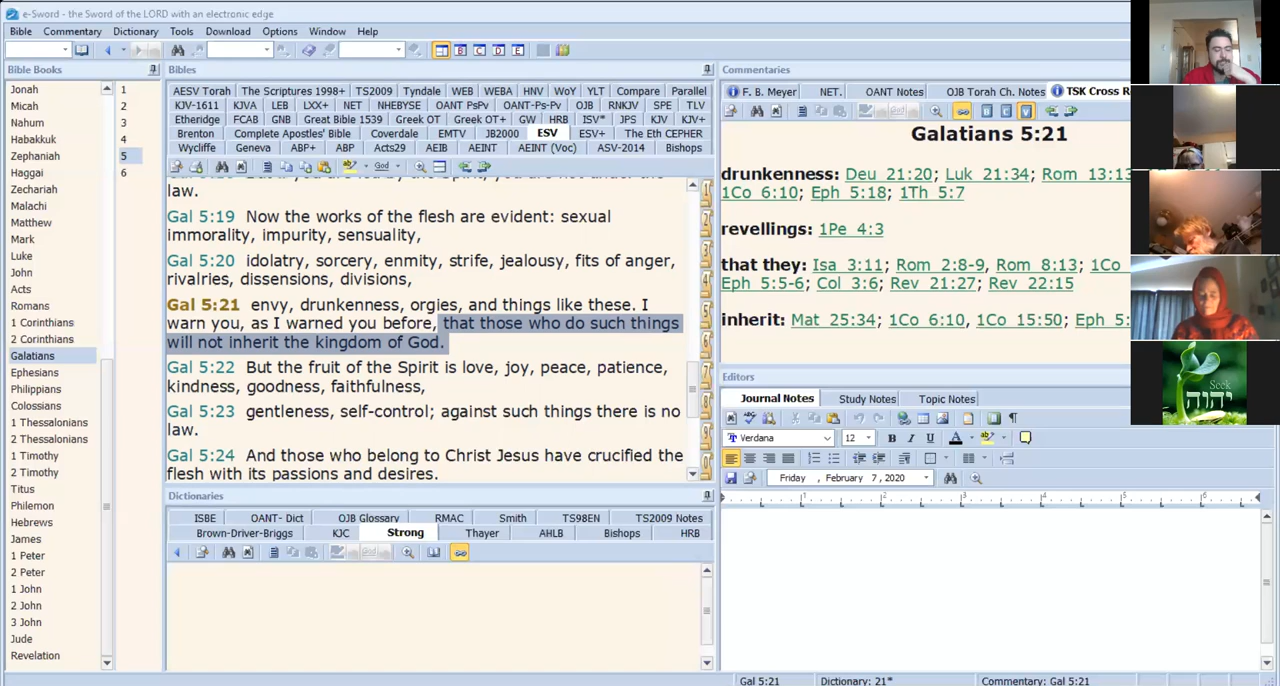 e-Sword - the Sword of the LORD with an electronic edge
Bible Commentary Dictionary Tools Download Options Window Help
B C D E
Bible Books
Jonah
Micah
Nahum
Habakkuk
Zephaniah
Haggai
Zechariah
Malachi
Matthew
Mark
Luke
John
Acts
Romans
1 Corinthians
2 Corinthians
Galatians
Ephesians
Philippians
Colossians
1 Thessalonians
2 Thessalonians
1 Timothy
2 Timothy
Titus
Philemon
Hebrews
James
1 Peter
2 Peter
1 John
2 John
3 John
Jude
Revelation
1
2
3
4
5
6
Bibles
AESV Torah The Scriptures 1998+ TS2009 Tyndale WEB WEBA HNV WoY YLT Compare Parallel
KJV-1611 KJVA LEB LXX+ NET NHEBYSE OANT PsPv OANT-Ps-Pv OJB RNKJV SPE TLV
Etheridge FCAB GNB Great Bible 1539 Greek OT Greek OT+ GW HRB ISV* JPS KJV KJV+
Brenton Complete Apostles' Bible Coverdale EMTV JB2000 ESV ESV+ The Eth CEPHER
Wycliffe Geneva ABP+ ABP Acts29 AEIB AEINT AEINT (Voc) ASV-2014 Bishops
God
law.
Gal 5:19 Now the works of the flesh are evident: sexual
immorality, impurity, sensuality,
Gal 5:20 idolatry, sorcery, enmity, strife, jealousy, fits of anger,
rivalries, dissensions, divisions,
Gal 5:21 envy, drunkenness, orgies, and things like these. I
warn you, as I warned you before, that those who do such things
will not inherit the kingdom of God.
Gal 5:22 But the fruit of the Spirit is love, joy, peace, patience,
kindness, goodness, faithfulness,
Gal 5:23 gentleness, self-control; against such things there is no
law.
Gal 5:24 And those who belong to Christ Jesus have crucified the
flesh with its passions and desires.
Dictionaries
ISBE OANT- Dict OJB Glossary RMAC Smith TS98EN TS2009 Notes
Brown-Driver-Briggs KJC Strong Thayer AHLB Bishops HRB
Commentaries
F. B. Meyer NET. OANT Notes OJB Torah Ch. Notes TSK Cross R
Galatians 5:21
drunkenness: Deu 21:20; Luk 21:34; Rom 13:13
1Co 6:10; Eph 5:18; 1Th 5:7
revellings: 1Pe 4:3
that they: Isa 3:11; Rom 2:8-9, Rom 8:13; 1Co
Eph 5:5-6; Col 3:6; Rev 21:27; Rev 22:15
inherit: Mat 25:34; 1Co 6:10, 1Co 15:50; Eph 5:
Editors
Journal Notes Study Notes Topic Notes
Verdana 12 B I U A
Friday , February 7 , 2020
1 2 3 4 5 6
Seek
יהוה
Gal 5:21 Dictionary: 21* Commentary: Gal 5:21